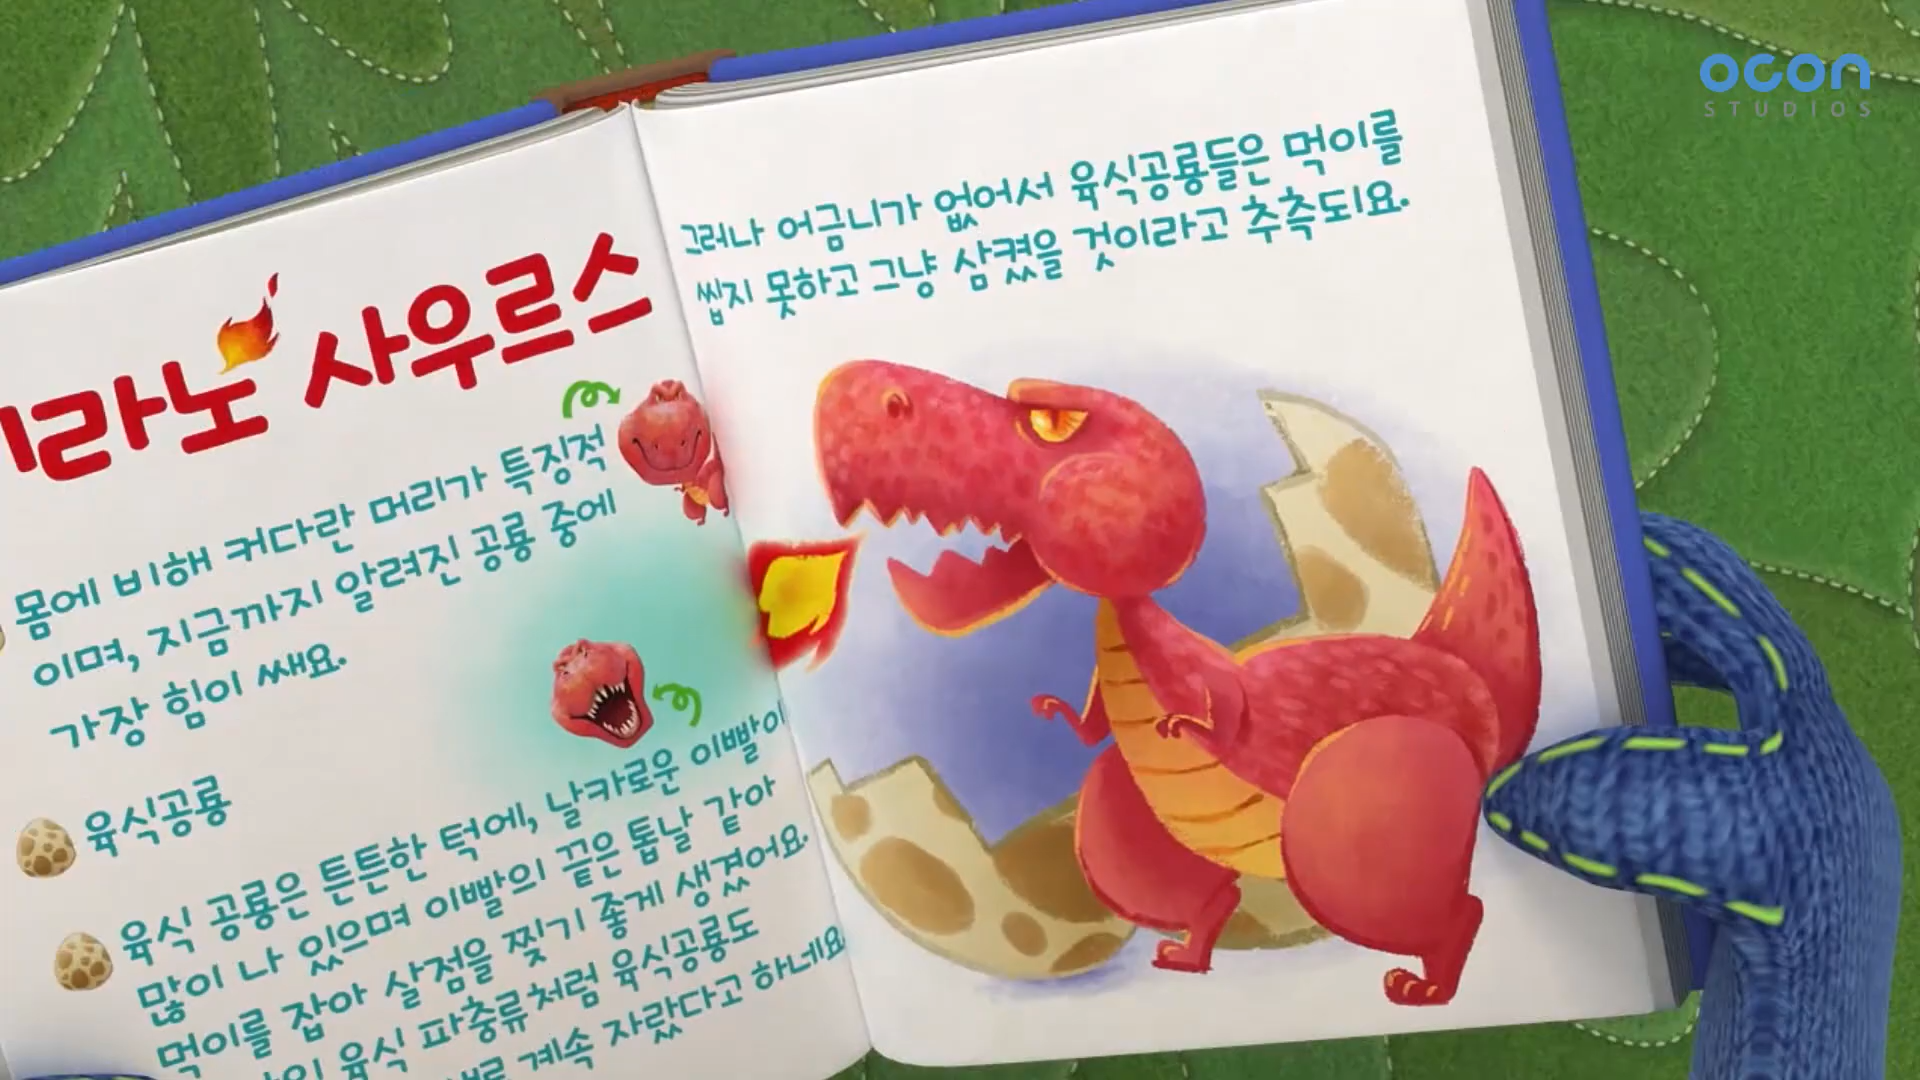 라노 사우르스
몸에 비해 커다란 머리가 특징적
이며, 지금까지 알려진 공룡 중에
가장 힘이 쌔요.
육식공룡
육식 공룡은 튼튼한 턱에, 날카로운 이빨이
많이 나 있으며 이빨의 끝은 톱날 같아
먹이를 잡아 살점을 찢기 좋게 생겼어요.
육식 파충류처럼 육식공룡도
계속 자랐다고 하네요
그러나 어금니가 없어서 육식공룡들은 먹이를
씹지 못하고 그냥 삼켰을 것이라고 추측되요.
ocon
STUDIOS